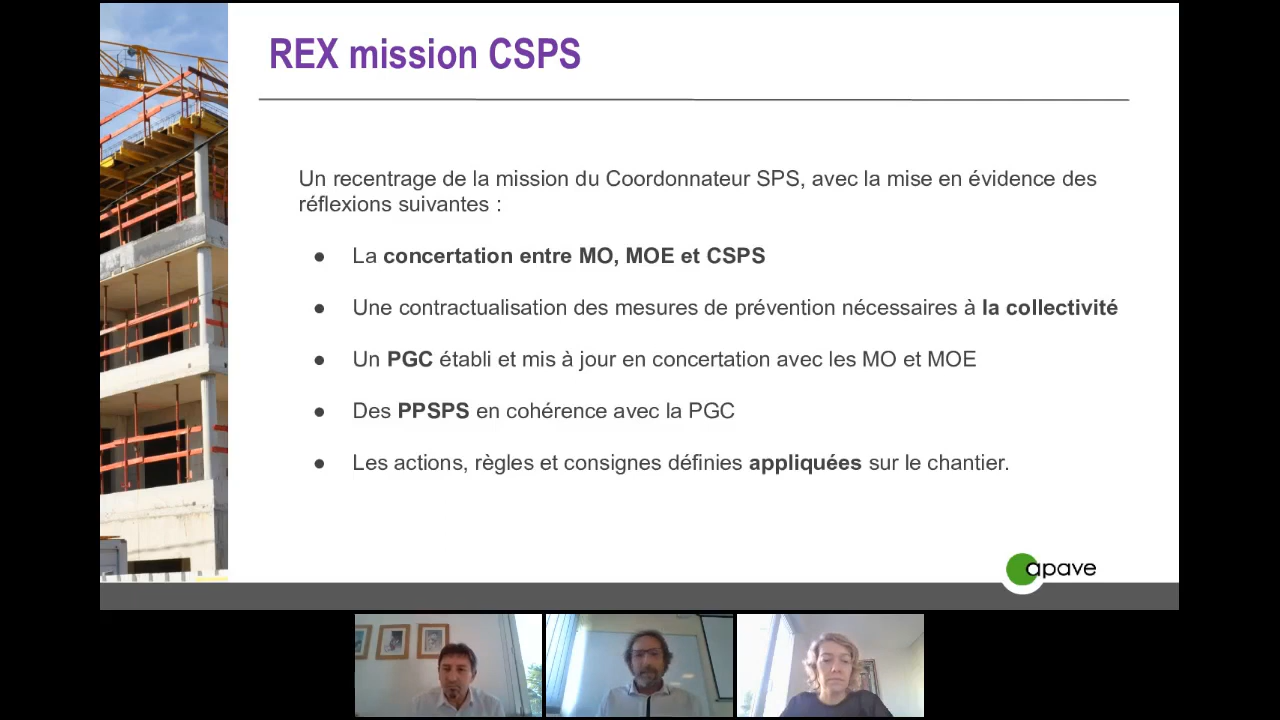 REX mission CSPS
Un recentrage de la mission du Coordonnateur SPS, avec la mise en évidence des
réflexions suivantes :
● La concertation entre MO, MOE et CSPS
● Une contractualisation des mesures de prévention nécessaires à la collectivité
● Un PGC établi et mis à jour en concertation avec les MO et MOE
● Des PPSPS en cohérence avec la PGC
● Les actions, règles et consignes définies appliquées sur le chantier.
apave